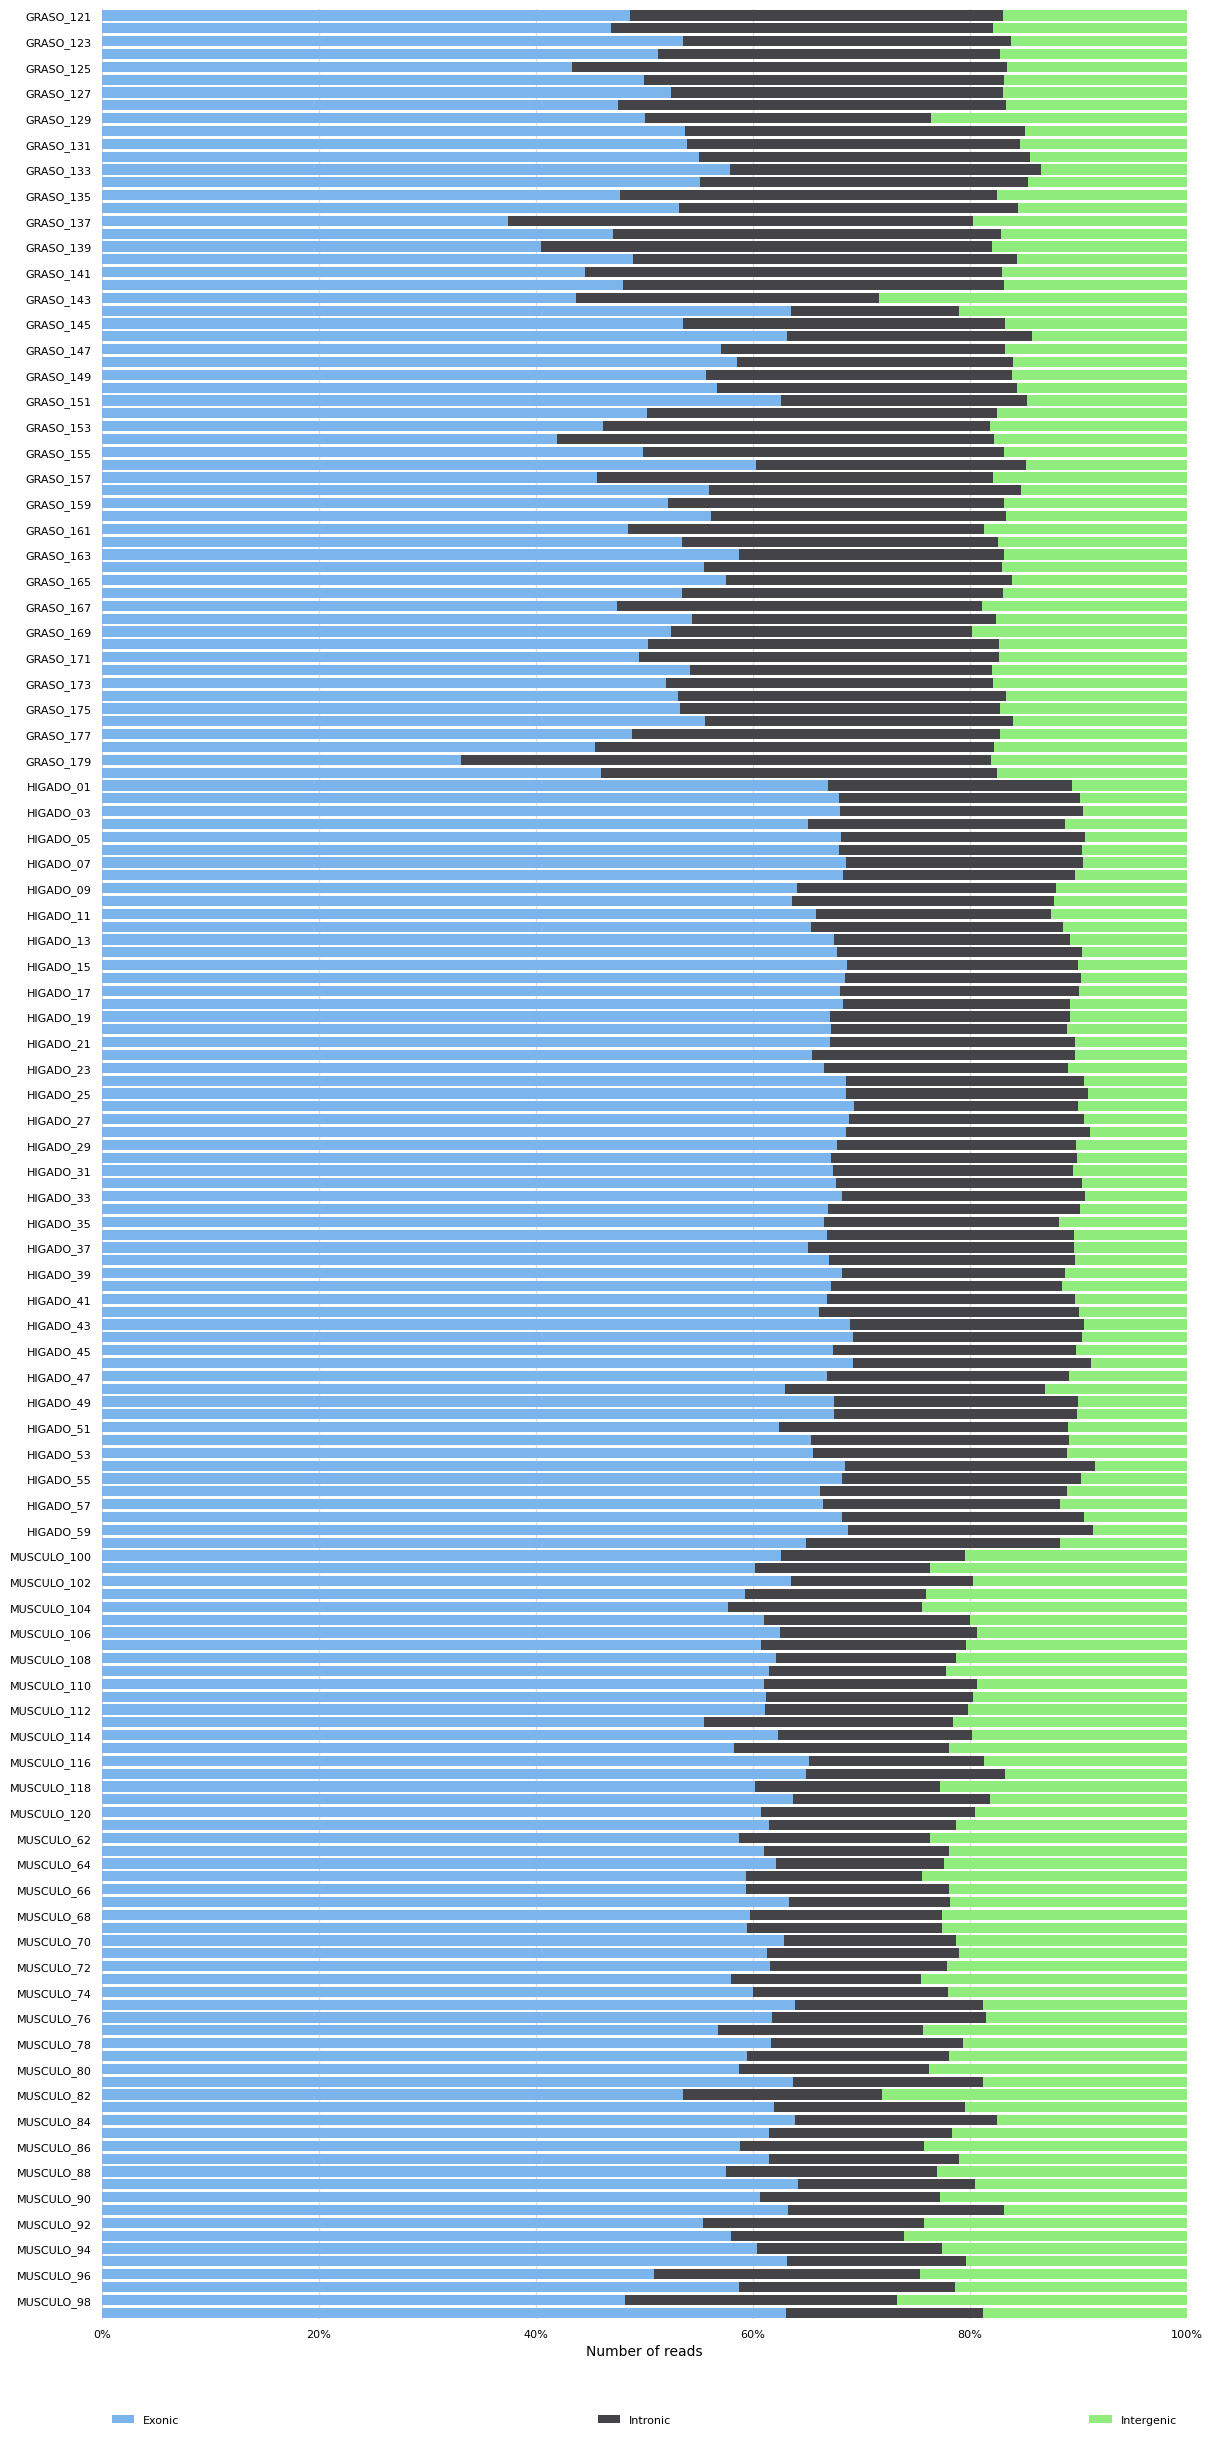 GRASO_121
GRASO_123
GRASO_125
GRASO_127
GRASO_129
GRASO_131
GRASO_133
GRASO_135
GRASO_137
GRASO_139
GRASO_141
GRASO_143
GRASO_145
GRASO_147
GRASO_149
GRASO_151
GRASO_153
GRASO_155
GRASO_157
GRASO_159
GRASO_161
GRASO_163
GRASO_165
GRASO_167
GRASO_169
GRASO_171
GRASO_173
GRASO_175
GRASO_177
GRASO_179
HIGADO_01
HIGADO_03
HIGADO_05
HIGADO_07
HIGADO_09
HIGADO_11
HIGADO_13
HIGADO_15
HIGADO_17
HIGADO_19
HIGADO_21
HIGADO_23
HIGADO_25
HIGADO_27
HIGADO_29
HIGADO_31
HIGADO_33
HIGADO_35
HIGADO_37
HIGADO_39
HIGADO_41
HIGADO_43
HIGADO_45
HIGADO_47
HIGADO_49
HIGADO_51
HIGADO_53
HIGADO_55
HIGADO_57
HIGADO_59
MUSCULO_100
MUSCULO_102
MUSCULO_104
MUSCULO_106
MUSCULO_108
MUSCULO_110
MUSCULO_112
MUSCULO_114
MUSCULO_116
MUSCULO_118
MUSCULO_120
MUSCULO_62
MUSCULO_64
MUSCULO_66
MUSCULO_68
MUSCULO_70
MUSCULO_72
MUSCULO_74
MUSCULO_76
MUSCULO_78
MUSCULO_80
MUSCULO_82
MUSCULO_84
MUSCULO_86
MUSCULO_88
MUSCULO_90
MUSCULO_92
MUSCULO_94
MUSCULO_96
MUSCULO_98
0% 20% 40% 60% 80% 100%
Number of reads
Exonic Intronic Intergenic